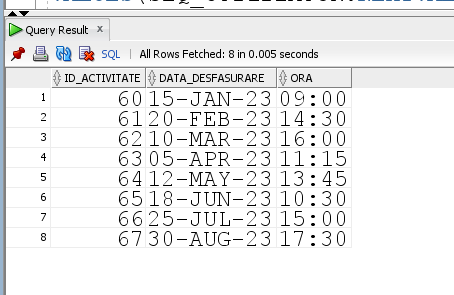 Query Result
SQL | All Rows Fetched: 8 in 0.005 seconds
ID_ACTIVITATE DATA_DESFASURARE ORA
1 60 15-JAN-23 09:00
2 61 20-FEB-23 14:30
3 62 10-MAR-23 16:00
4 63 05-APR-23 11:15
5 64 12-MAY-23 13:45
6 65 18-JUN-23 10:30
7 66 25-JUL-23 15:00
8 67 30-AUG-23 17:30